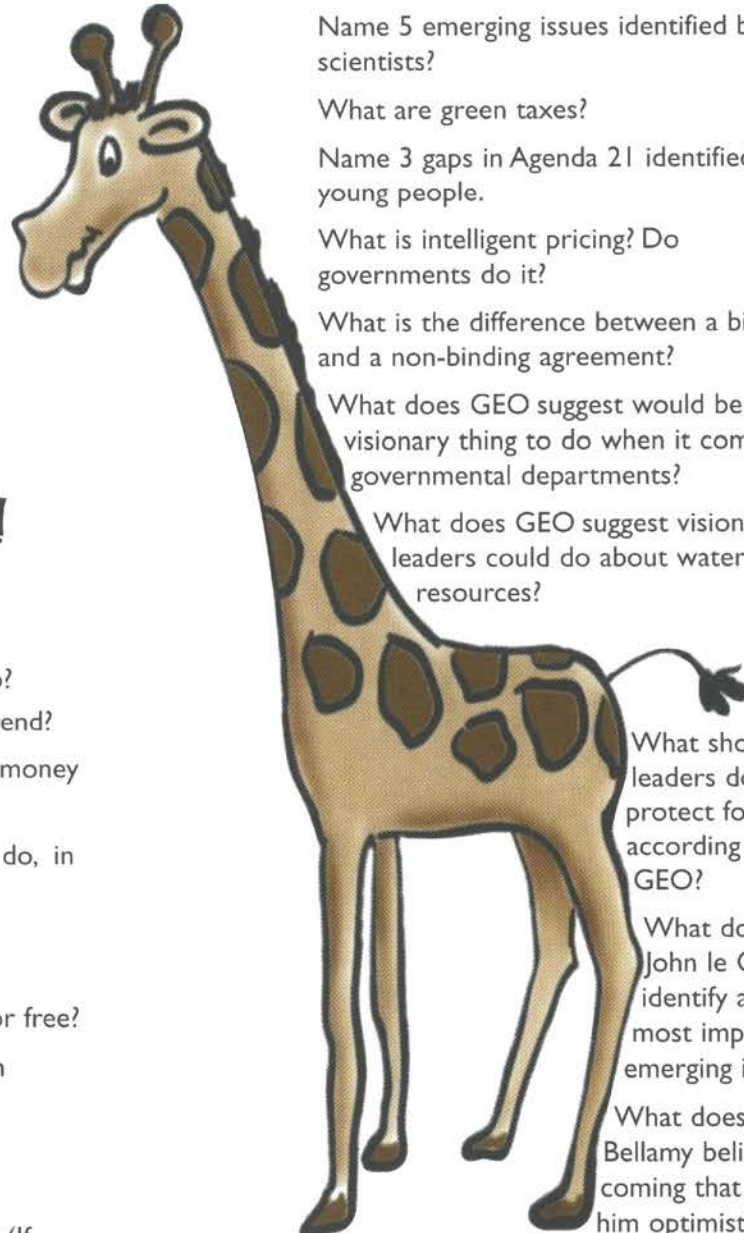 !
?
end?
money
do, in
or free?
Name 5 emerging issues identified b
scientists?
What are green taxes?
Name 3 gaps in Agenda 21 identified
young people.
What is intelligent pricing? Do
governments do it?
What is the difference between a bi
and a non-binding agreement?
What does GEO suggest would be
visionary thing to do when it com
governmental departments?
What does GEO suggest vision
leaders could do about water
resources?
What sho
leaders d
protect fo
according
GEO?
What do
John le
identify a
most imp
emerging i
What does
Bellamy beli
coming that
him optimist